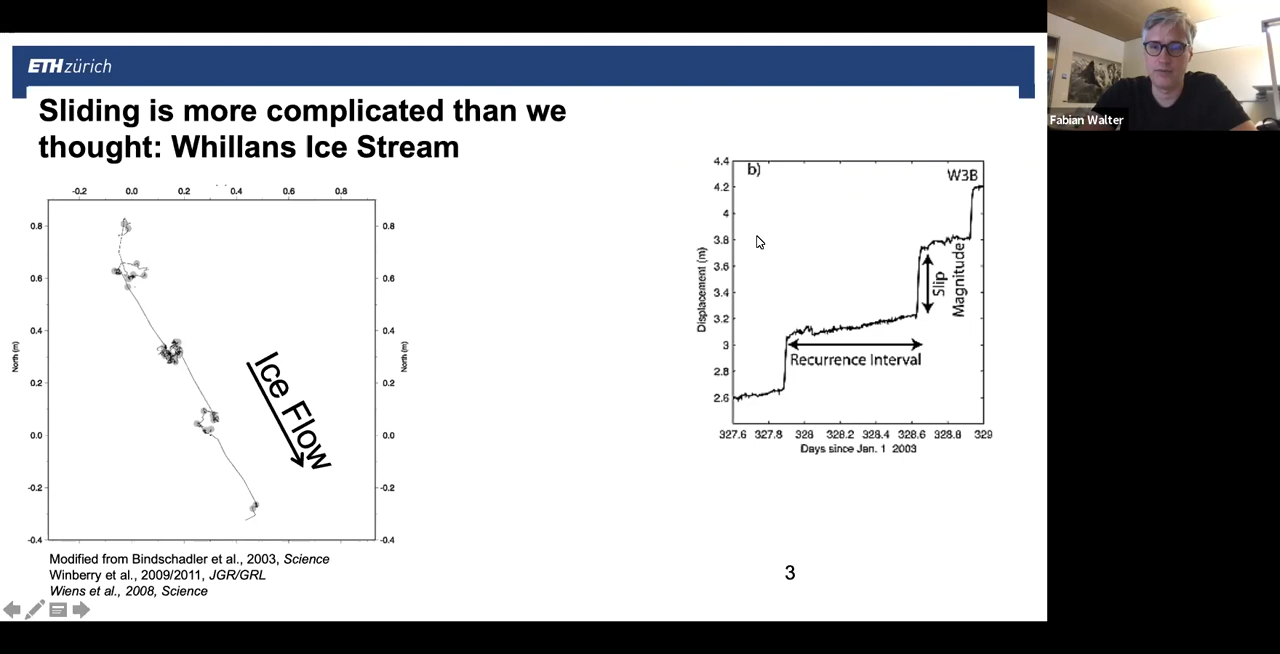 ETH zürich
Fabian Walter
Sliding is more complicated than we
thought: Whillans Ice Stream
-0.2 0.0 0.2 0.4 0.6 0.8
0.8 0.8
0.6 0.6
0.4 0.4
0.2 0.2
0.0 0.0
-0.2 -0.2
-0.4 -0.4
North (m)
North (m)
Ice Flow
b)
W3B
4.4
4.2
4
3.8
3.6
3.4
3.2
3
2.8
2.6
Displacement (m)
Slip
Magnitude
Recurrence Interval
327.6 327.8 328 328.2 328.4 328.6 328.8 329
Days since Jan. 1 2003
Modified from Bindschadler et al., 2003, Science
Winberry et al., 2009/2011, JGR/GRL
Wiens et al., 2008, Science
3